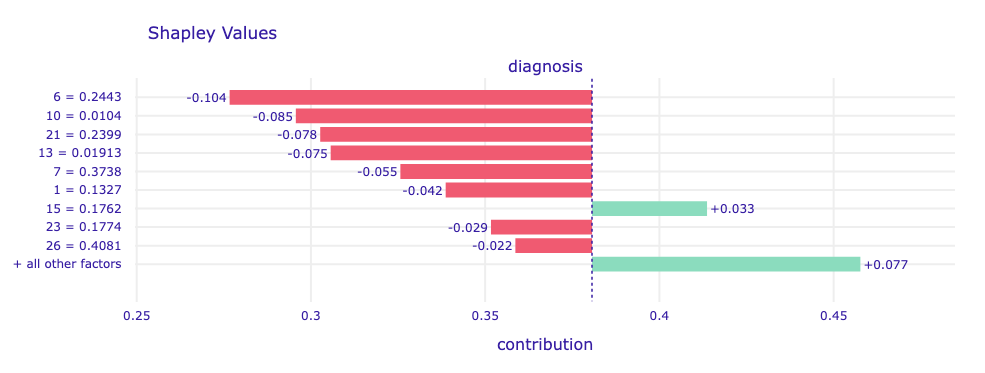 Shapley Values
diagnosis
6 = 0.2443 -0.104
10 = 0.0104 -0.085
21 = 0.2399 -0.078
13 = 0.01913 -0.075
7 = 0.3738 -0.055
1 = 0.1327 -0.042
15 = 0.1762 +0.033
23 = 0.1774 -0.029
26 = 0.4081 -0.022
+ all other factors +0.077
0.25 0.3 0.35 0.4 0.45
contribution